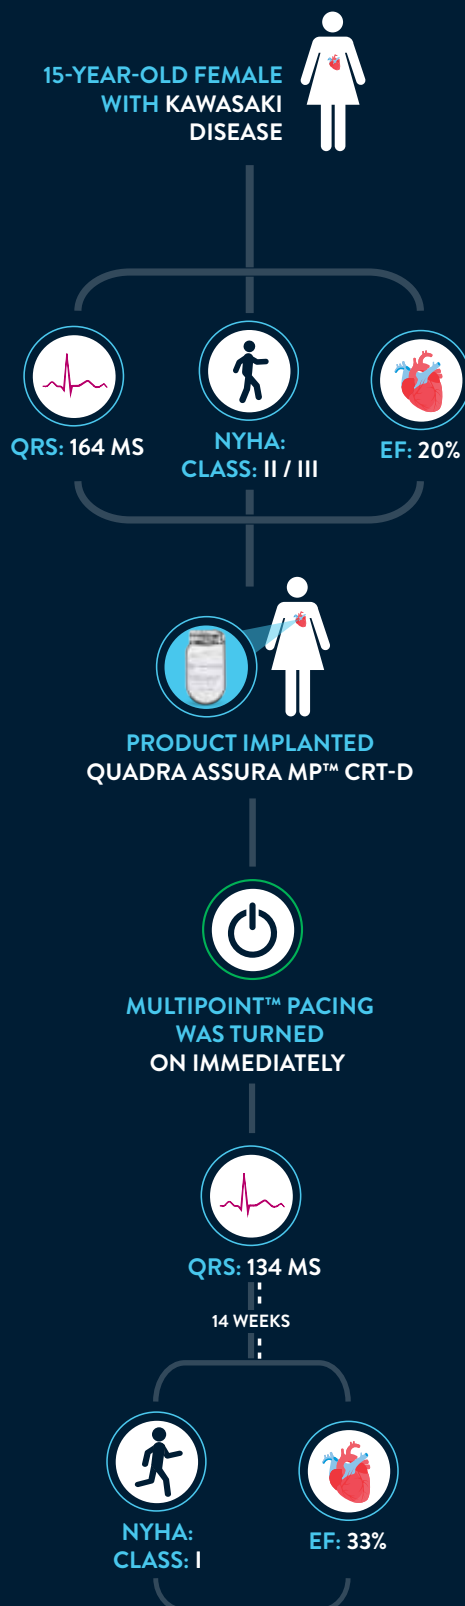 15-YEAR-OLD FEMALE
WITH KAWASAKI
DISEASE
QRS: 164 MS
NYHA:
CLASS: II / III
EF: 20%
PRODUCT IMPLANTED
QUADRA ASSURA MP™ CRT-D
MULTIPOINT™ PACING
WAS TURNED
ON IMMEDIATELY
QRS: 134 MS
14 WEEKS
NYHA:
CLASS: I
EF: 33%